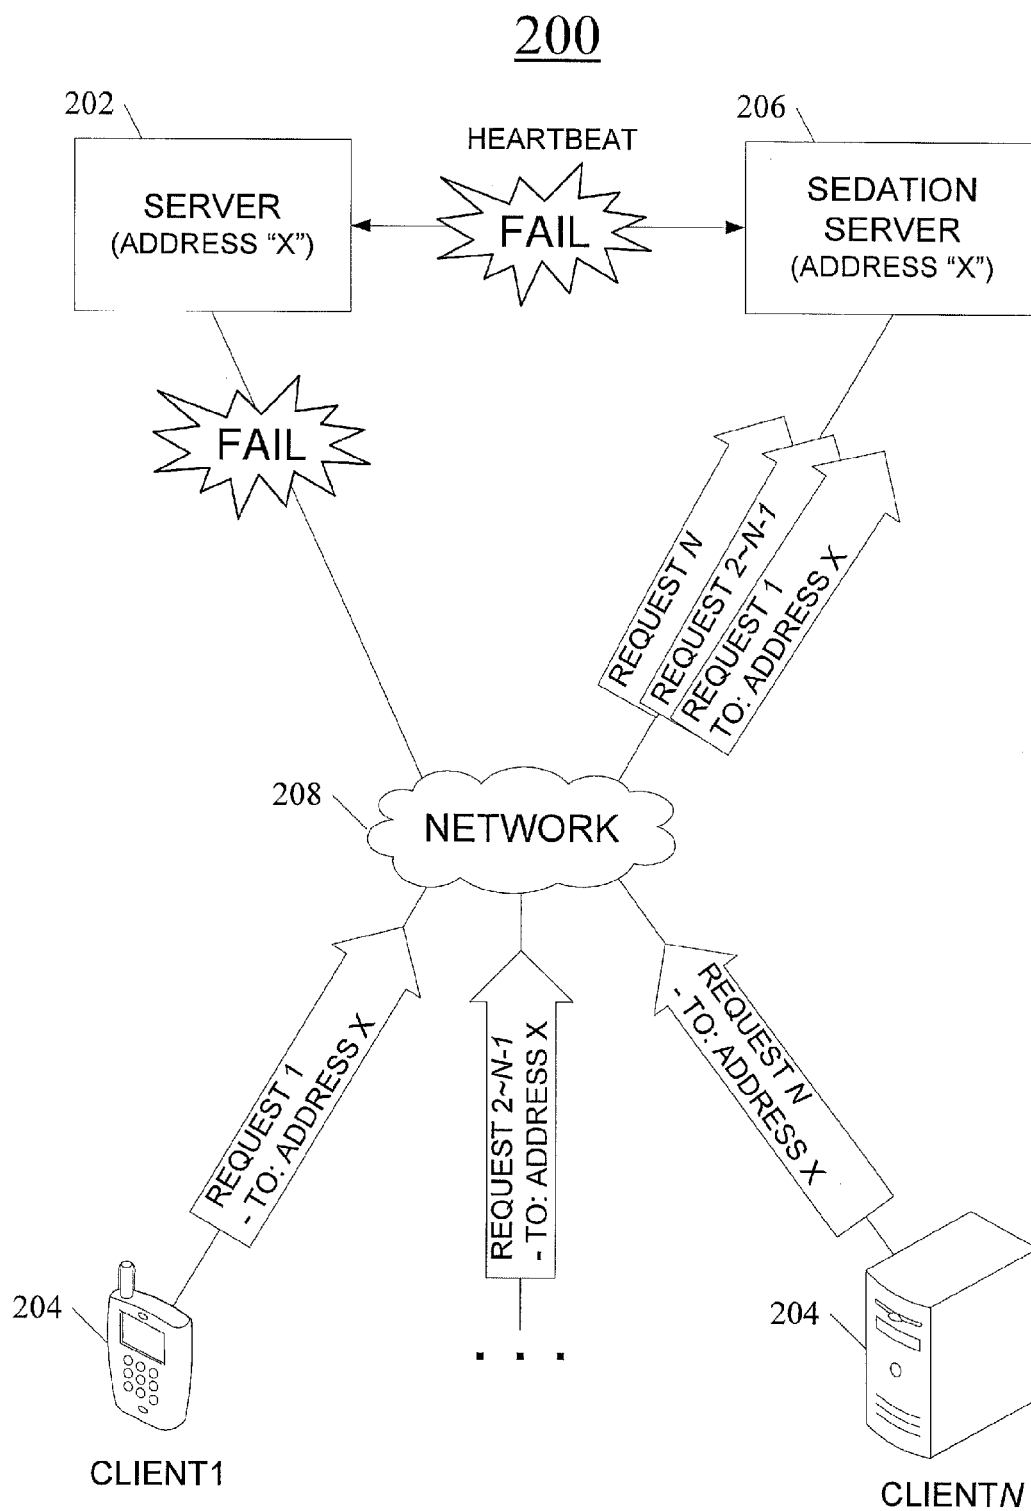 200
202
206
HEARTBEAT
SERVER
(ADDRESS “X”)
FAIL
SEDATION
SERVER
(ADDRESS “X”)
FAIL
REQUEST N
REQUEST 2~N-1
REQUEST 1
TO: ADDRESS X
208
NETWORK
REQUEST 1
- TO: ADDRESS X
REQUEST 2~N-1
- TO: ADDRESS X
REQUEST N
- TO: ADDRESS X
204
204
. . .
CLIENT1
CLIENTN